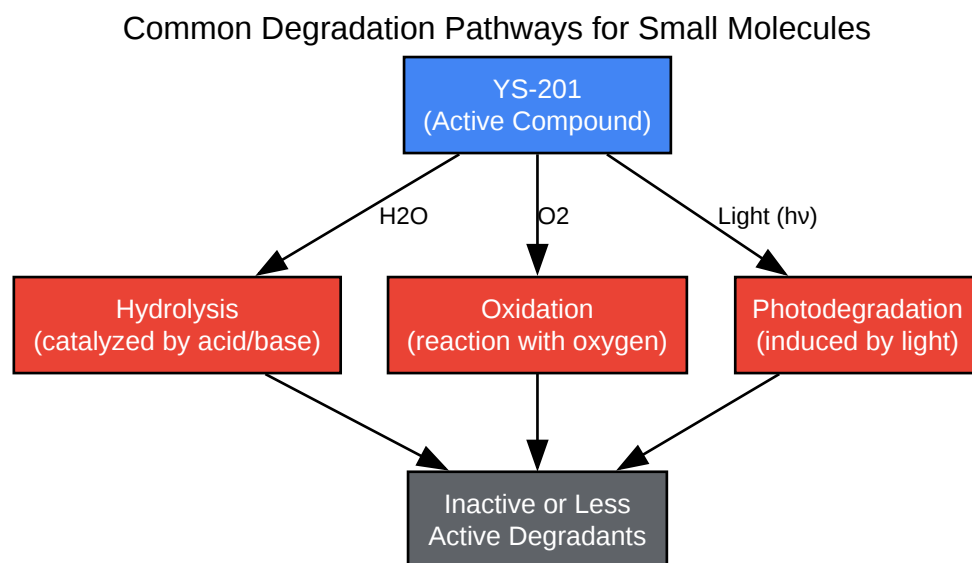 Common Degradation Pathways for Small Molecules
YS-201
(Active Compound)
H2O
O2
Light (hν)
Hydrolysis
(catalyzed by acid/base)
Oxidation
(reaction with oxygen)
Photodegradation
(induced by light)
Inactive or Less
Active Degradants